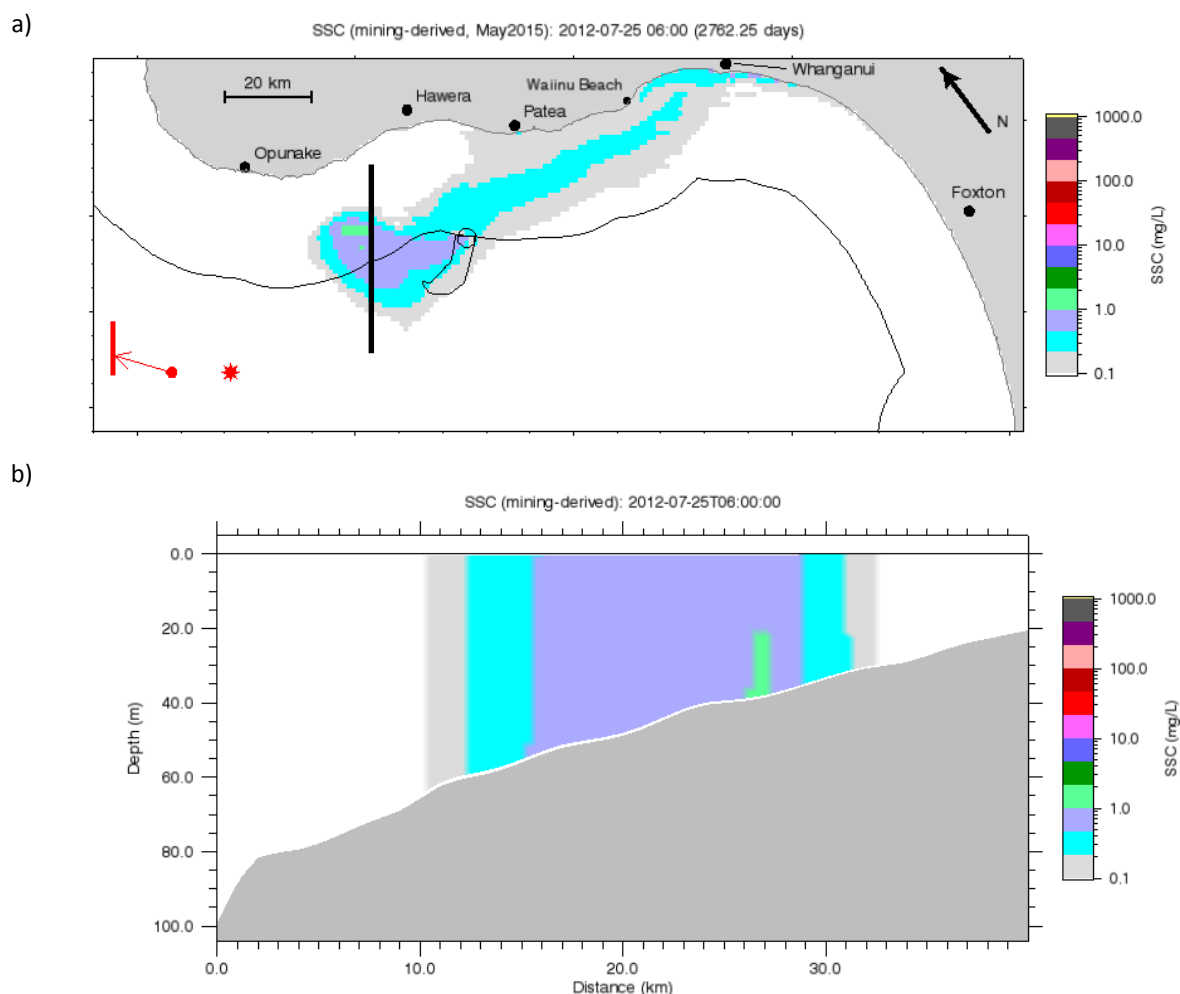 a)
SSC (mining-derived, May2015): 2012-07-25 06:00 (2762.25 days)
20 km
Hawera
Opunake
Patea
Waiinu Beach
Whanganui
N
Foxton
1000.0
100.0
10.0
1.0
0.1
SSC (mg/L)
b)
SSC (mining-derived): 2012-07-25T06:00:00
0.0
20.0
40.0
60.0
80.0
100.0
Depth (m)
0.0 10.0 20.0 30.0
Distance (km)
1000.0
100.0
10.0
1.0
0.1
SSC (mg/L)